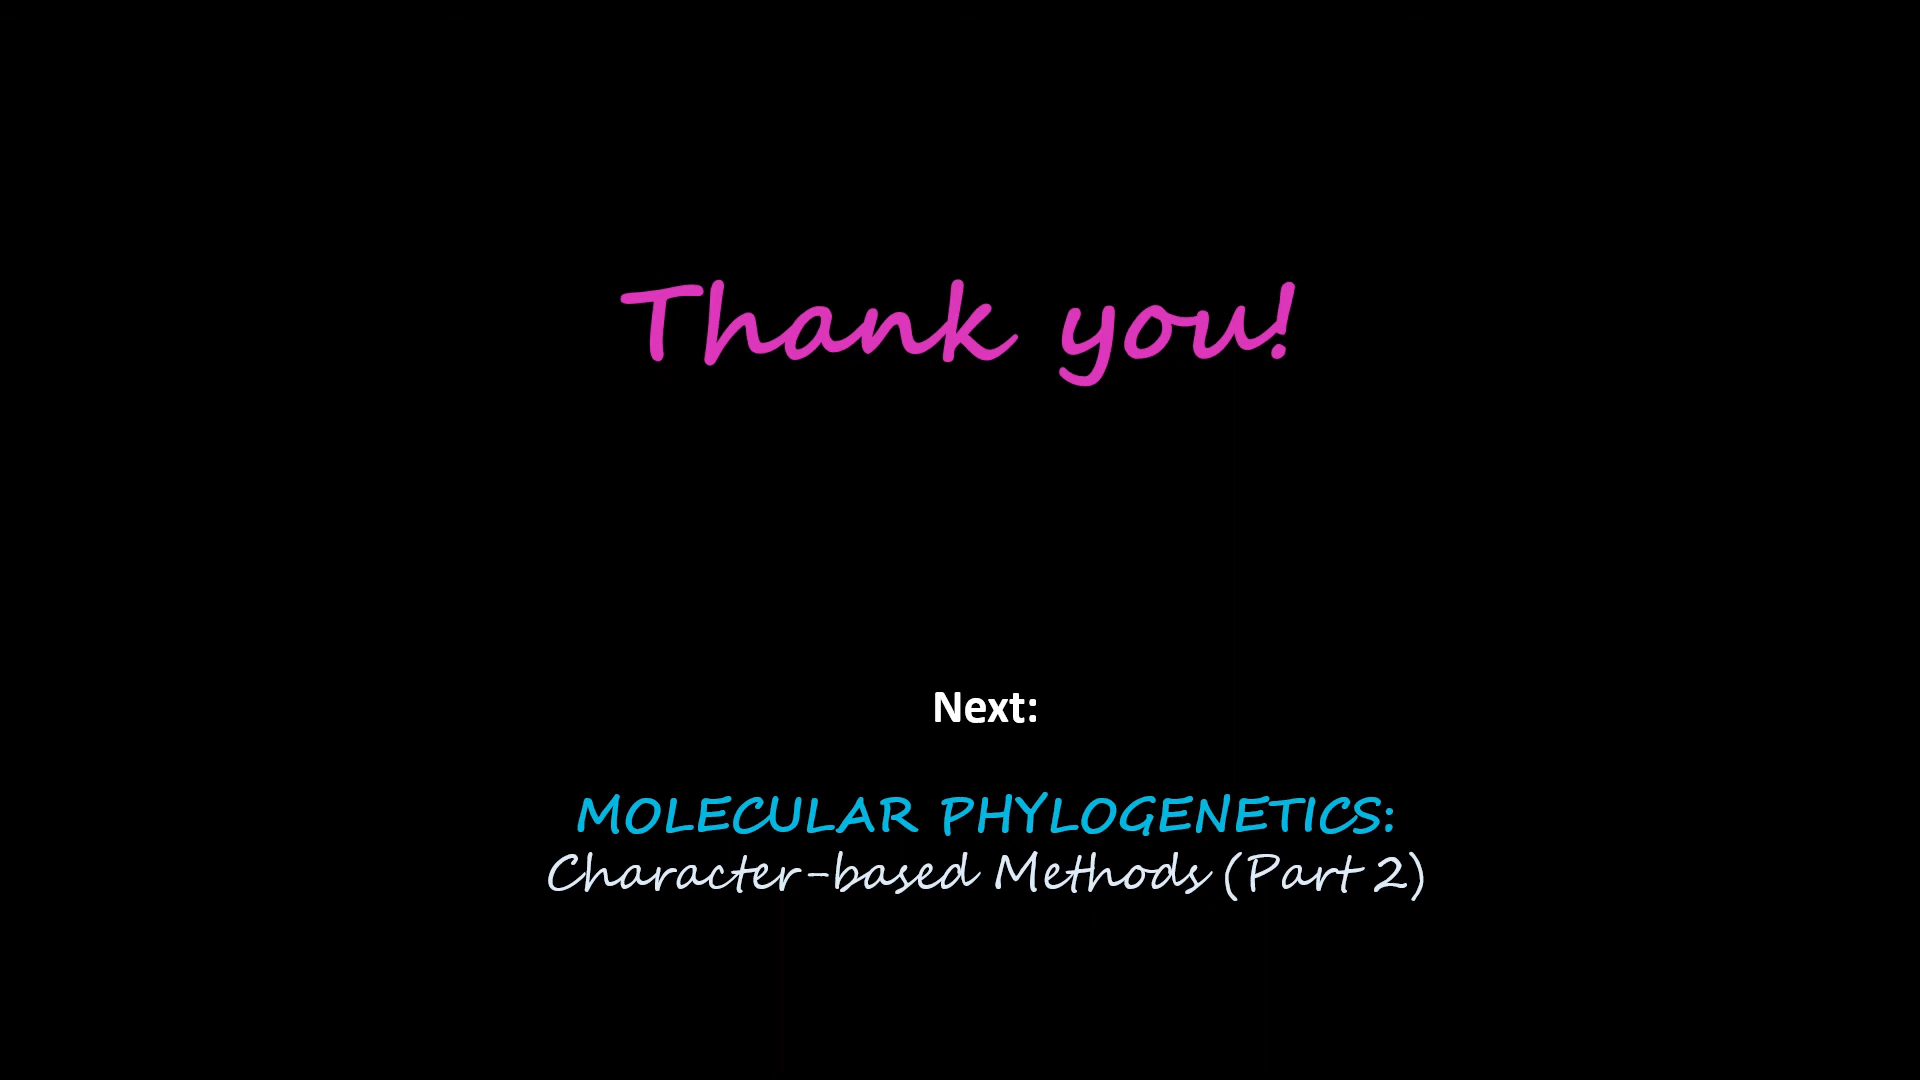 Thank you!
Next:
MOLECULAR PHYLOGENETICS:
Character-based Methods (Part 2)